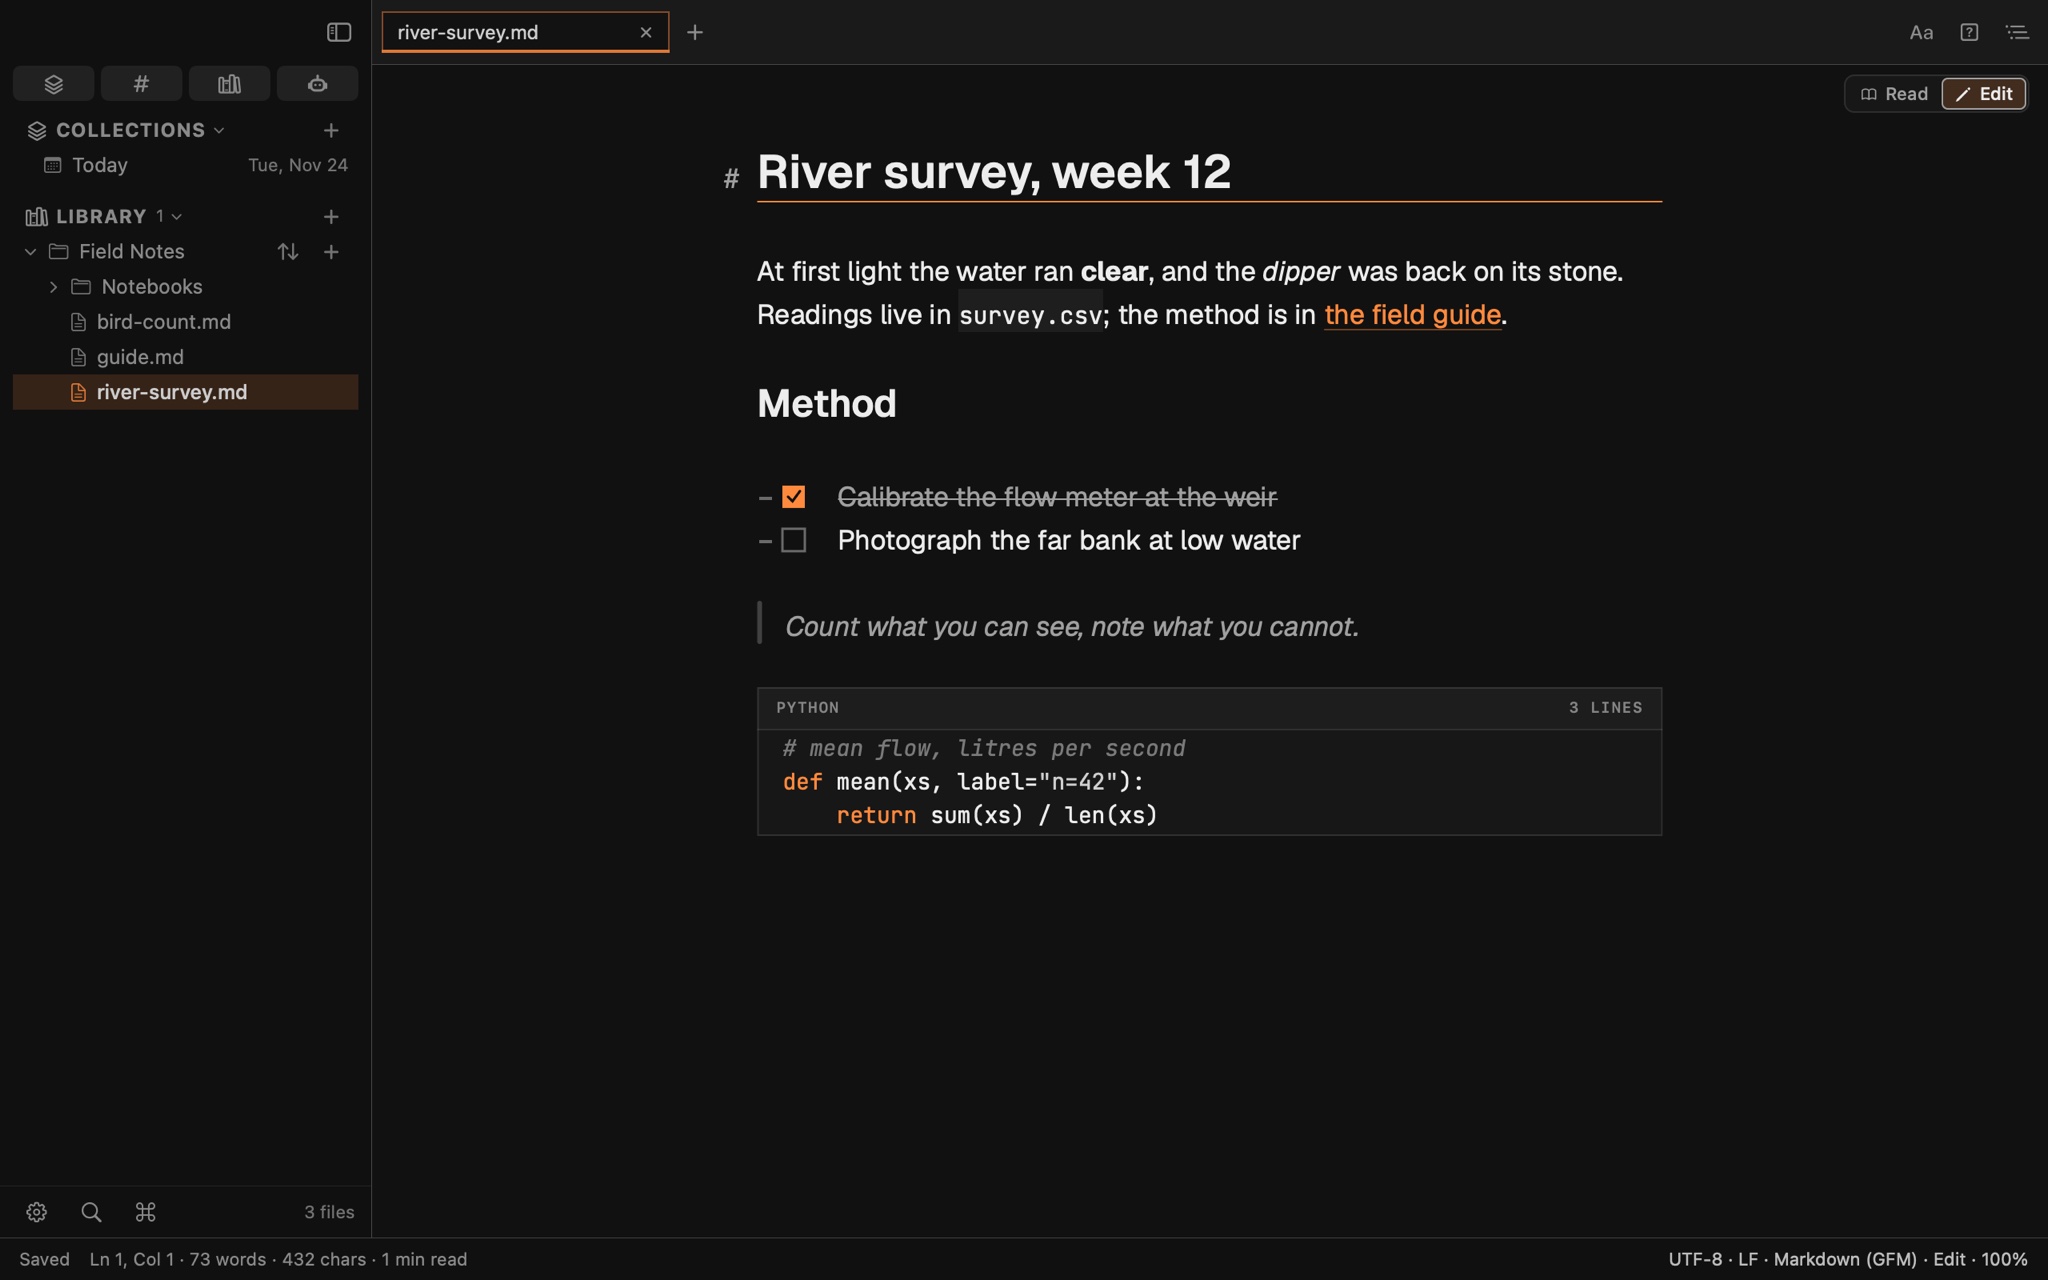 river-survey.md
Aa
COLLECTIONS
Today Tue, Nov 24
LIBRARY 1
Field Notes
Notebooks
bird-count.md
guide.md
river-survey.md
3 files
Read Edit
# River survey, week 12
At first light the water ran clear, and the dipper was back on its stone.
Readings live in survey.csv; the method is in the field guide.
Method
– Calibrate the flow meter at the weir
– Photograph the far bank at low water
Count what you can see, note what you cannot.
PYTHON 3 LINES
# mean flow, litres per second
def mean(xs, label="n=42"):
    return sum(xs) / len(xs)
Saved Ln 1, Col 1 · 73 words · 432 chars · 1 min read
UTF-8 · LF · Markdown (GFM) · Edit · 100%